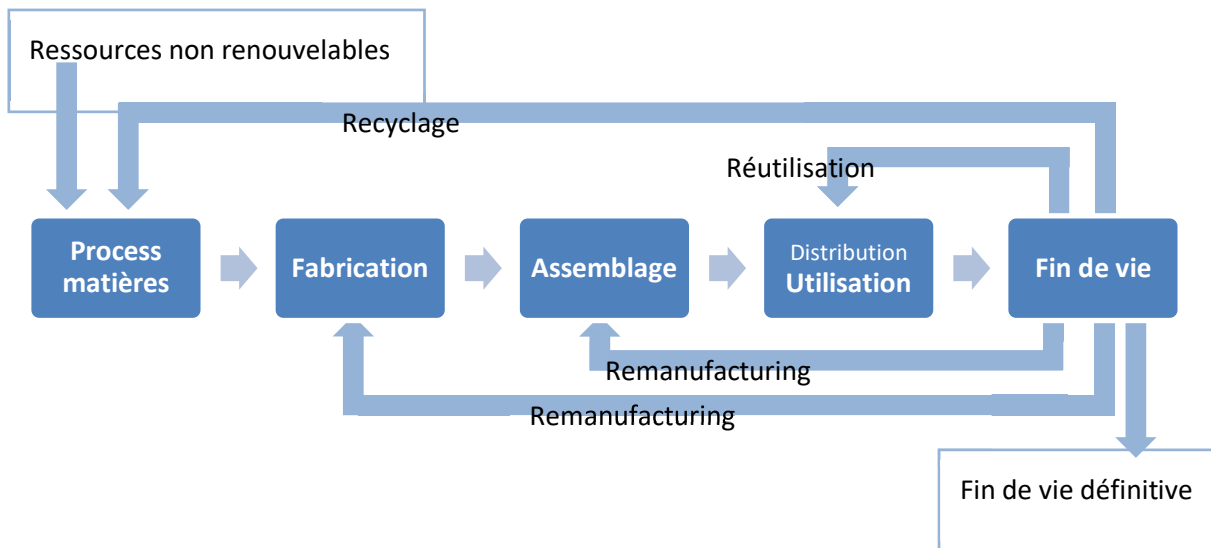 Ressources non renouvelables
Recyclage
Réutilisation
Process
matières
Fabrication
Assemblage
Distribution
Utilisation
Fin de vie
Remanufacturing
Remanufacturing
Fin de vie définitive